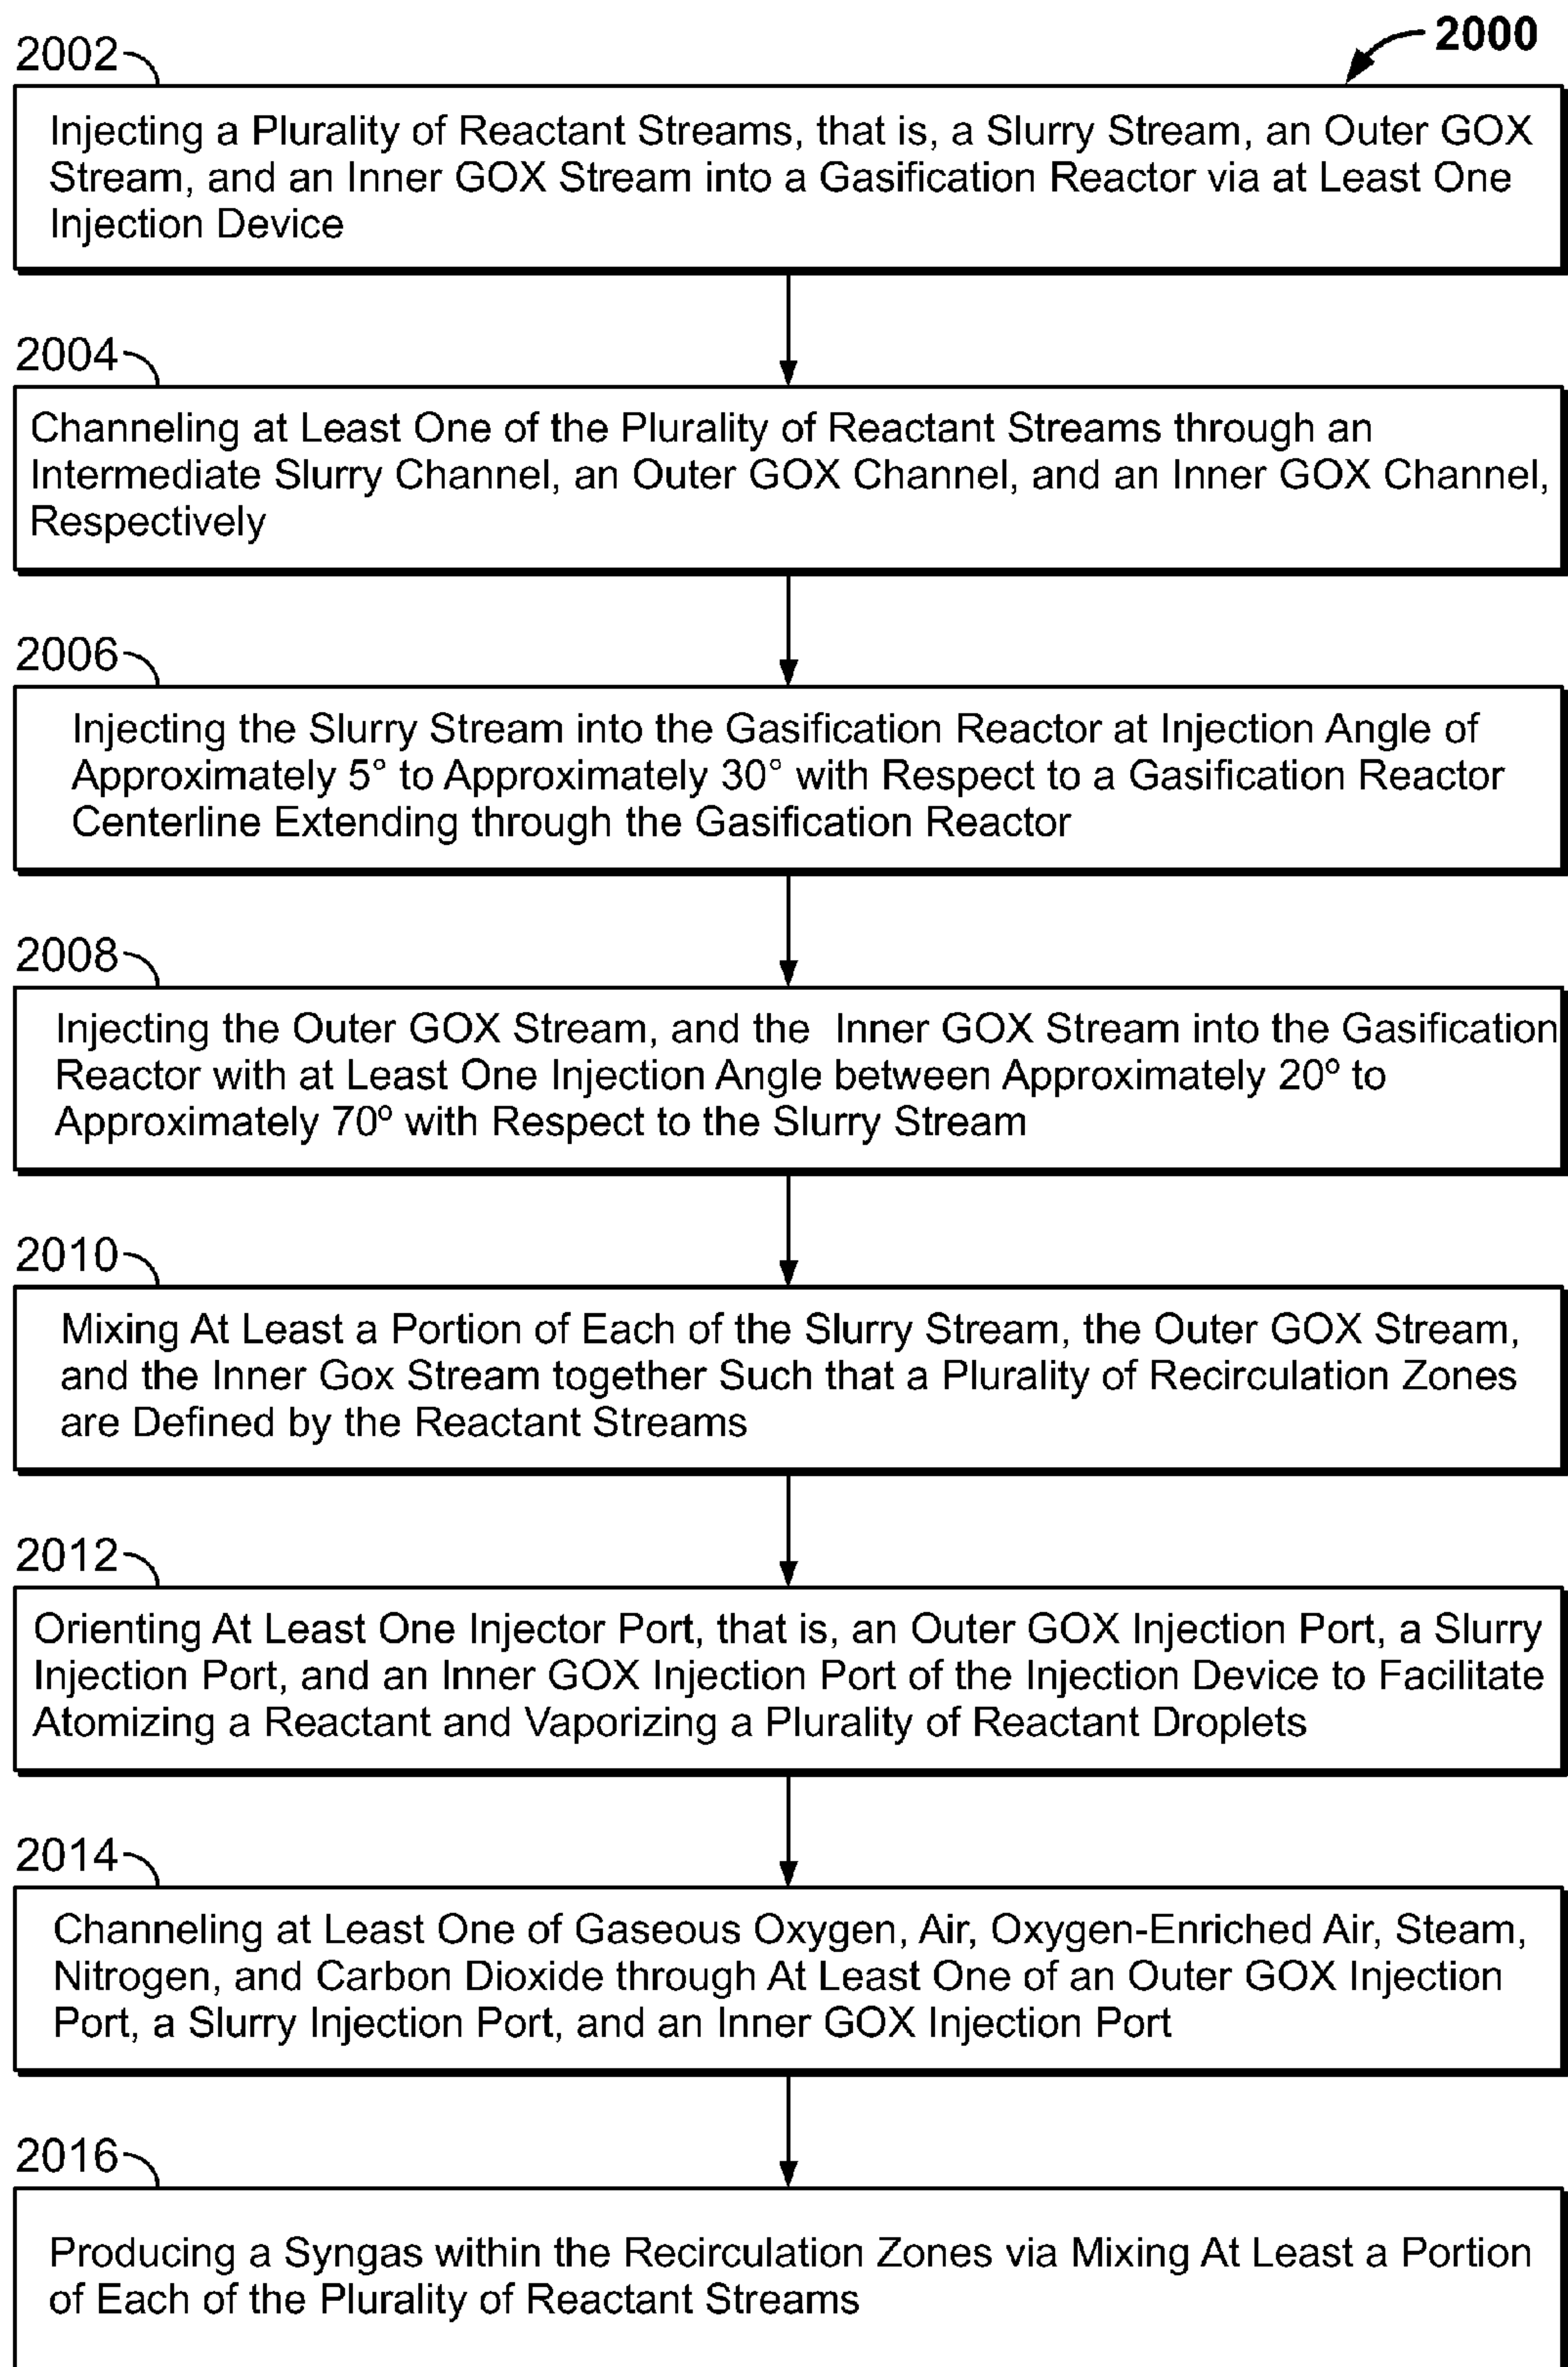 2000
2002
Injecting a Plurality of Reactant Streams, that is, a Slurry Stream, an Outer GOX
Stream, and an Inner GOX Stream into a Gasification Reactor via at Least One
Injection Device
2004
Channeling at Least One of the Plurality of Reactant Streams through an
Intermediate Slurry Channel, an Outer GOX Channel, and an Inner GOX Channel,
Respectively
2006
Injecting the Slurry Stream into the Gasification Reactor at Injection Angle of
Approximately 5° to Approximately 30° with Respect to a Gasification Reactor
Centerline Extending through the Gasification Reactor
2008
Injecting the Outer GOX Stream, and the Inner GOX Stream into the Gasification
Reactor with at Least One Injection Angle between Approximately 20º to
Approximately 70º with Respect to the Slurry Stream
2010
Mixing At Least a Portion of Each of the Slurry Stream, the Outer GOX Stream,
and the Inner Gox Stream together Such that a Plurality of Recirculation Zones
are Defined by the Reactant Streams
2012
Orienting At Least One Injector Port, that is, an Outer GOX Injection Port, a Slurry
Injection Port, and an Inner GOX Injection Port of the Injection Device to Facilitate
Atomizing a Reactant and Vaporizing a Plurality of Reactant Droplets
2014
Channeling at Least One of Gaseous Oxygen, Air, Oxygen-Enriched Air, Steam,
Nitrogen, and Carbon Dioxide through At Least One of an Outer GOX Injection
Port, a Slurry Injection Port, and an Inner GOX Injection Port
2016
Producing a Syngas within the Recirculation Zones via Mixing At Least a Portion
of Each of the Plurality of Reactant Streams